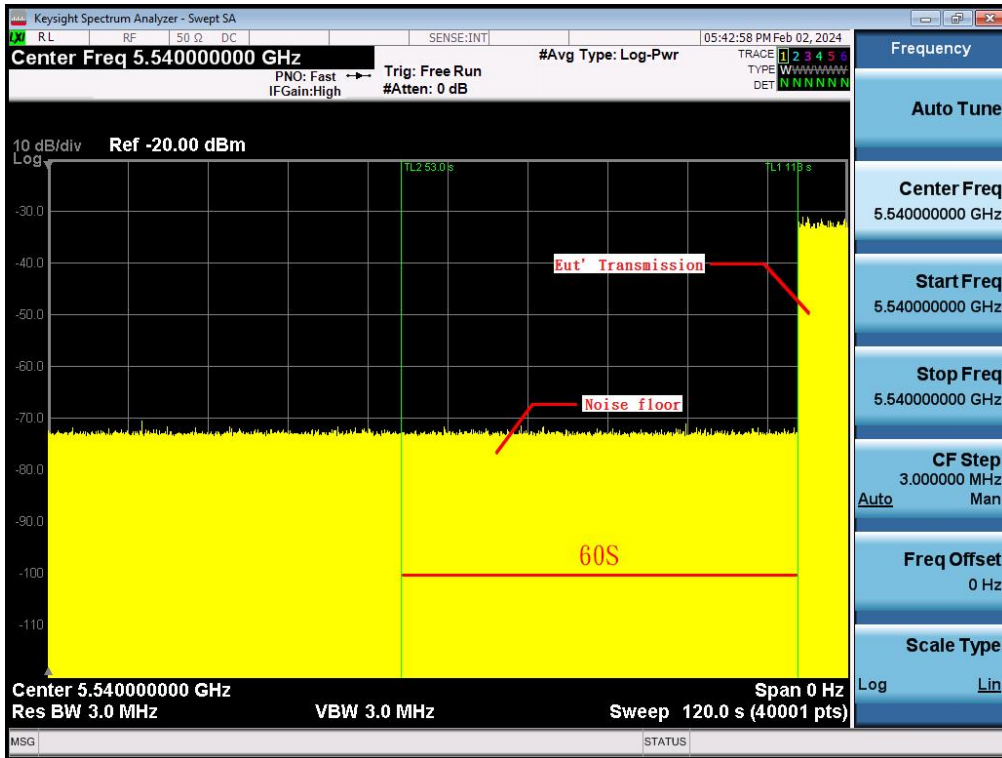 Keysight Spectrum Analyzer - Swept SA
LXI RL RF 50 Ω DC SENSE:INT 05:42:58 PM Feb 02, 2024
Center Freq 5.540000000 GHz
PNO: Fast
IFGain:High
Trig: Free Run
#Atten: 0 dB
#Avg Type: Log-Pwr
TRACE 1 2 3 4 5 6
TYPE WWWWWW
DET N N N N N N
10 dB/div Ref -20.00 dBm
Log
TL2 53.0 s
TL1 113 s
-30.0
-40.0
-50.0
-60.0
-70.0
-80.0
-90.0
-100
-110
Eut' Transmission
Noise floor
60S
Center 5.540000000 GHz Span 0 Hz
Res BW 3.0 MHz VBW 3.0 MHz Sweep 120.0 s (40001 pts)
MSG STATUS
Frequency
Auto Tune
Center Freq
5.540000000 GHz
Start Freq
5.540000000 GHz
Stop Freq
5.540000000 GHz
CF Step
3.000000 MHz
Auto Man
Freq Offset
0 Hz
Scale Type
Log Lin